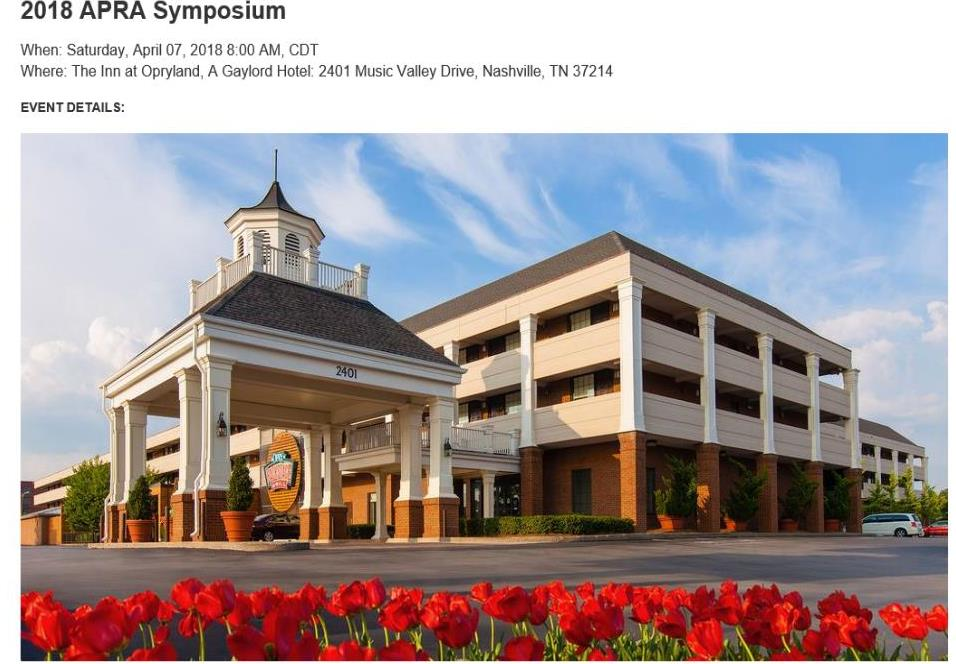 2018 APRA Symposium
When: Saturday, April 07, 2018 8:00 AM, CDT
Where: The Inn at Opryland, A Gaylord Hotel: 2401 Music Valley Drive, Nashville, TN 37214
EVENT DETAILS:
2401